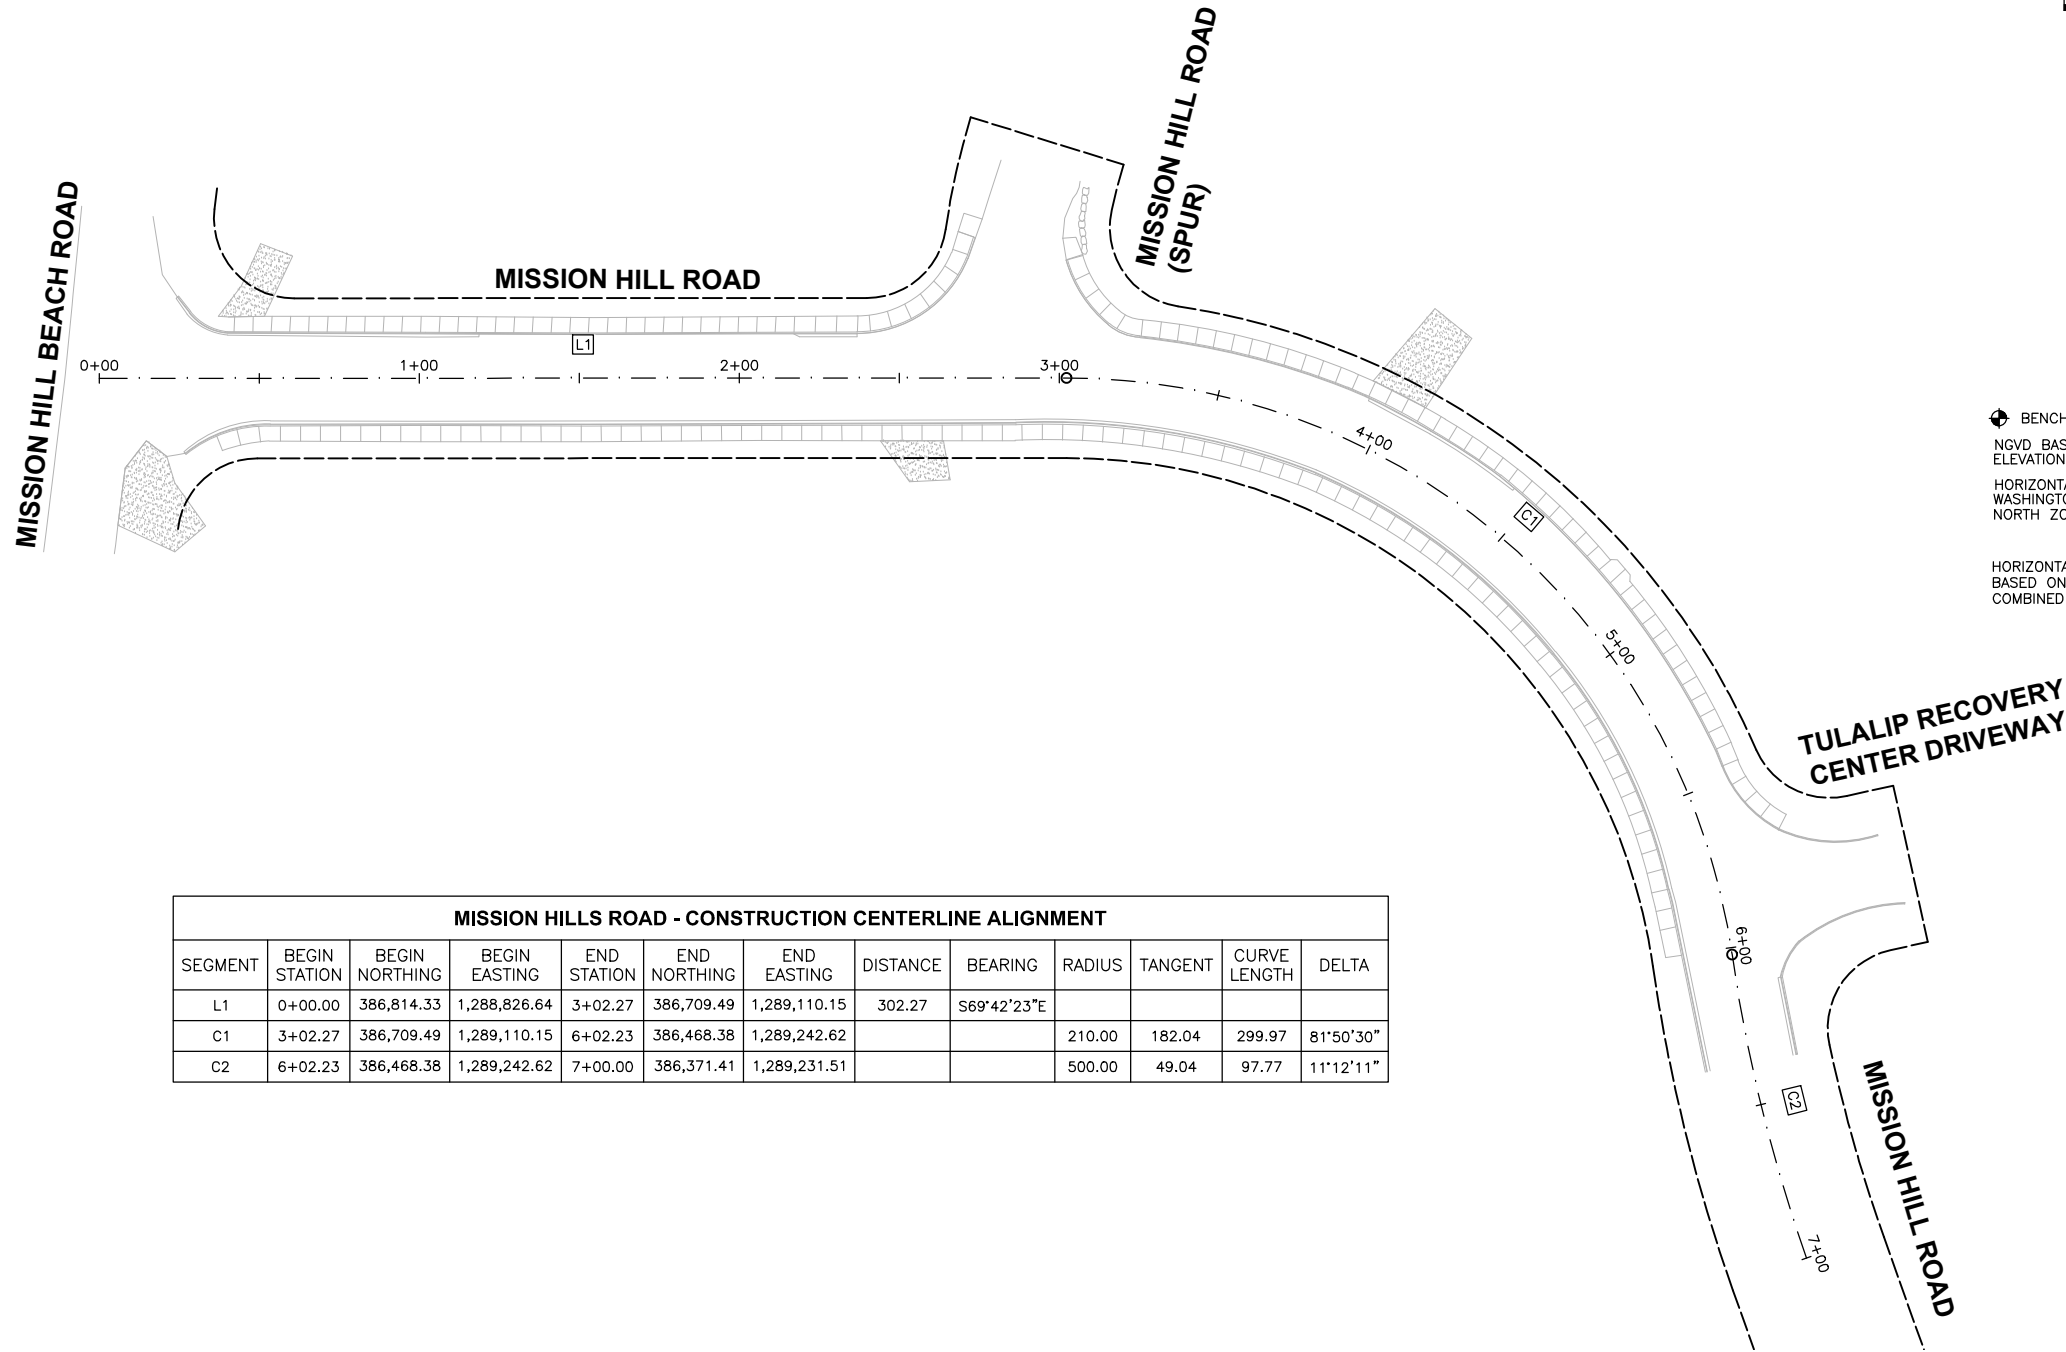 MISSION HILL ROAD
(SPUR)
MISSION HILL BEACH ROAD
MISSION HILL ROAD
L1
0+00
1+00
2+00
3+00
4+00
C1
5+00
BENCH
NGVD BAS
ELEVATION
HORIZONTA
WASHINGTO
NORTH ZO
HORIZONTA
BASED ON
COMBINED
TULALIP RECOVERY
CENTER DRIVEWAY
6+00
C2
7+00
MISSION HILL ROAD
MISSION HILLS ROAD - CONSTRUCTION CENTERLINE ALIGNMENT
SEGMENT BEGIN STATION BEGIN NORTHING BEGIN EASTING END STATION END NORTHING END EASTING DISTANCE BEARING RADIUS TANGENT CURVE LENGTH DELTA
L1 0+00.00 386,814.33 1,288,826.64 3+02.27 386,709.49 1,289,110.15 302.27 S69°42'23"E
C1 3+02.27 386,709.49 1,289,110.15 6+02.23 386,468.38 1,289,242.62 210.00 182.04 299.97 81°50'30"
C2 6+02.23 386,468.38 1,289,242.62 7+00.00 386,371.41 1,289,231.51 500.00 49.04 97.77 11°12'11"